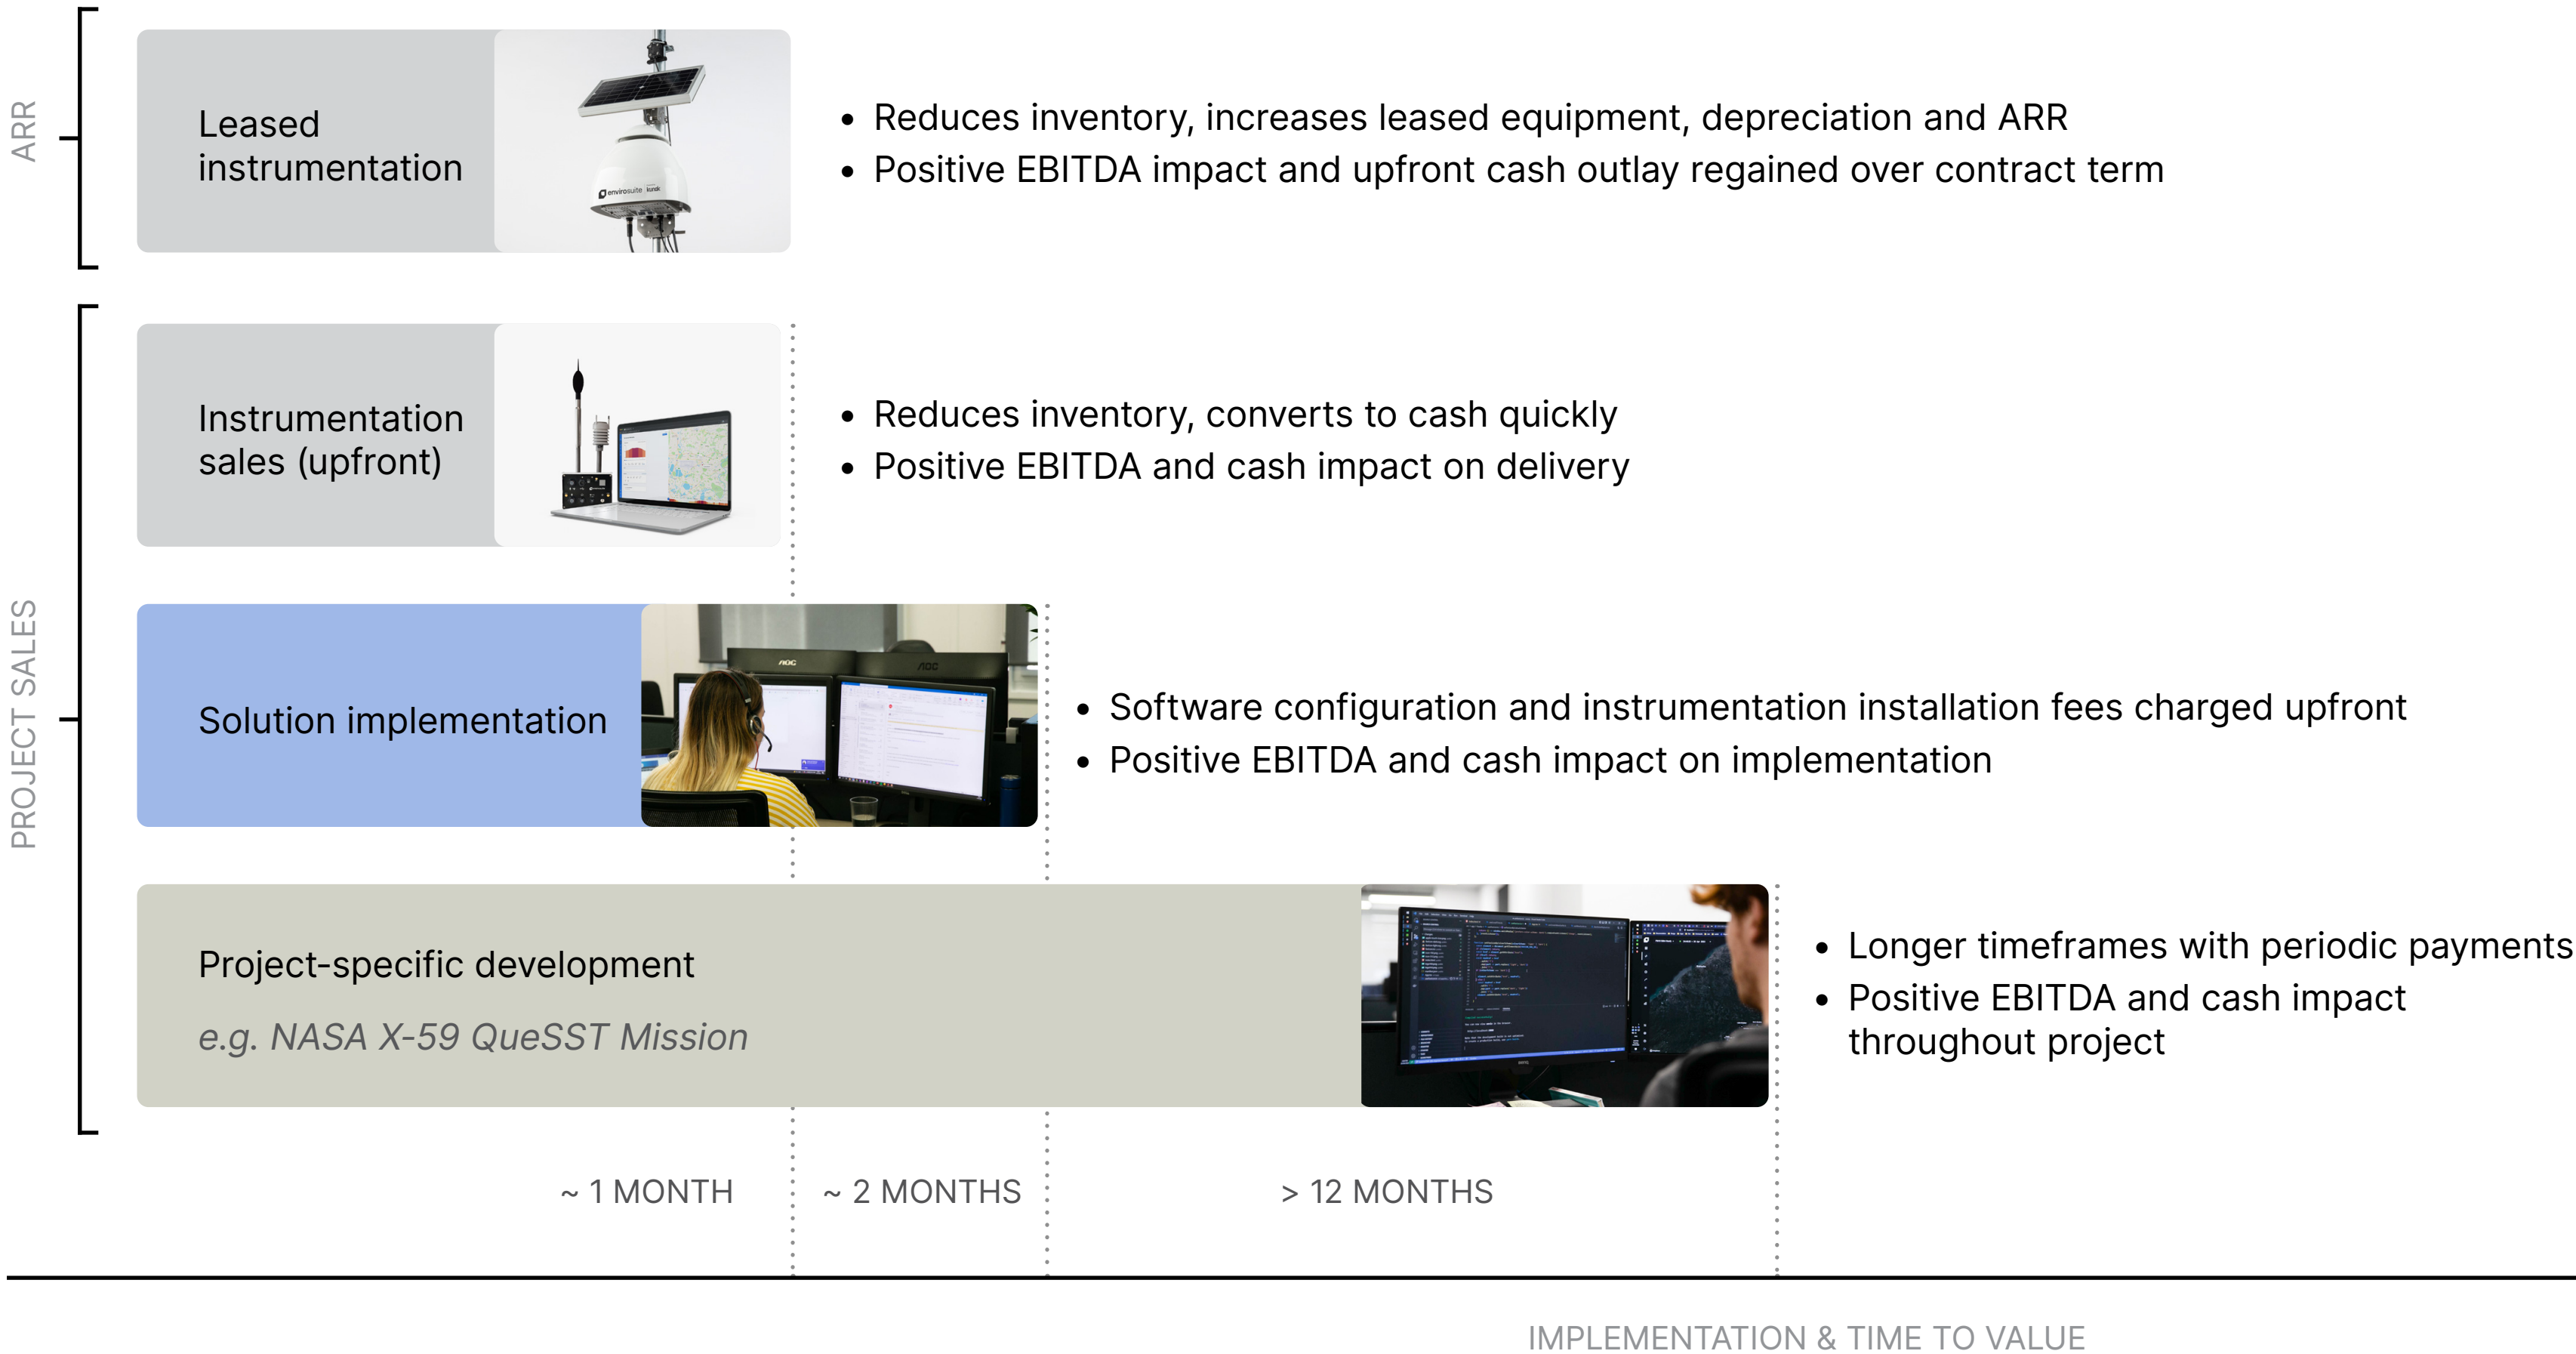 ARR
Leased
instrumentation
envirosuite
kunak
• Reduces inventory, increases leased equipment, depreciation and ARR
• Positive EBITDA impact and upfront cash outlay regained over contract term
PROJECT SALES
Instrumentation
sales (upfront)
• Reduces inventory, converts to cash quickly
• Positive EBITDA and cash impact on delivery
Solution implementation
AOC
AOC
• Software configuration and instrumentation installation fees charged upfront
• Positive EBITDA and cash impact on implementation
Project-specific development
e.g. NASA X-59 QueSST Mission
• Longer timeframes with periodic payments
• Positive EBITDA and cash impact
throughout project
~ 1 MONTH
~ 2 MONTHS
> 12 MONTHS
IMPLEMENTATION & TIME TO VALUE